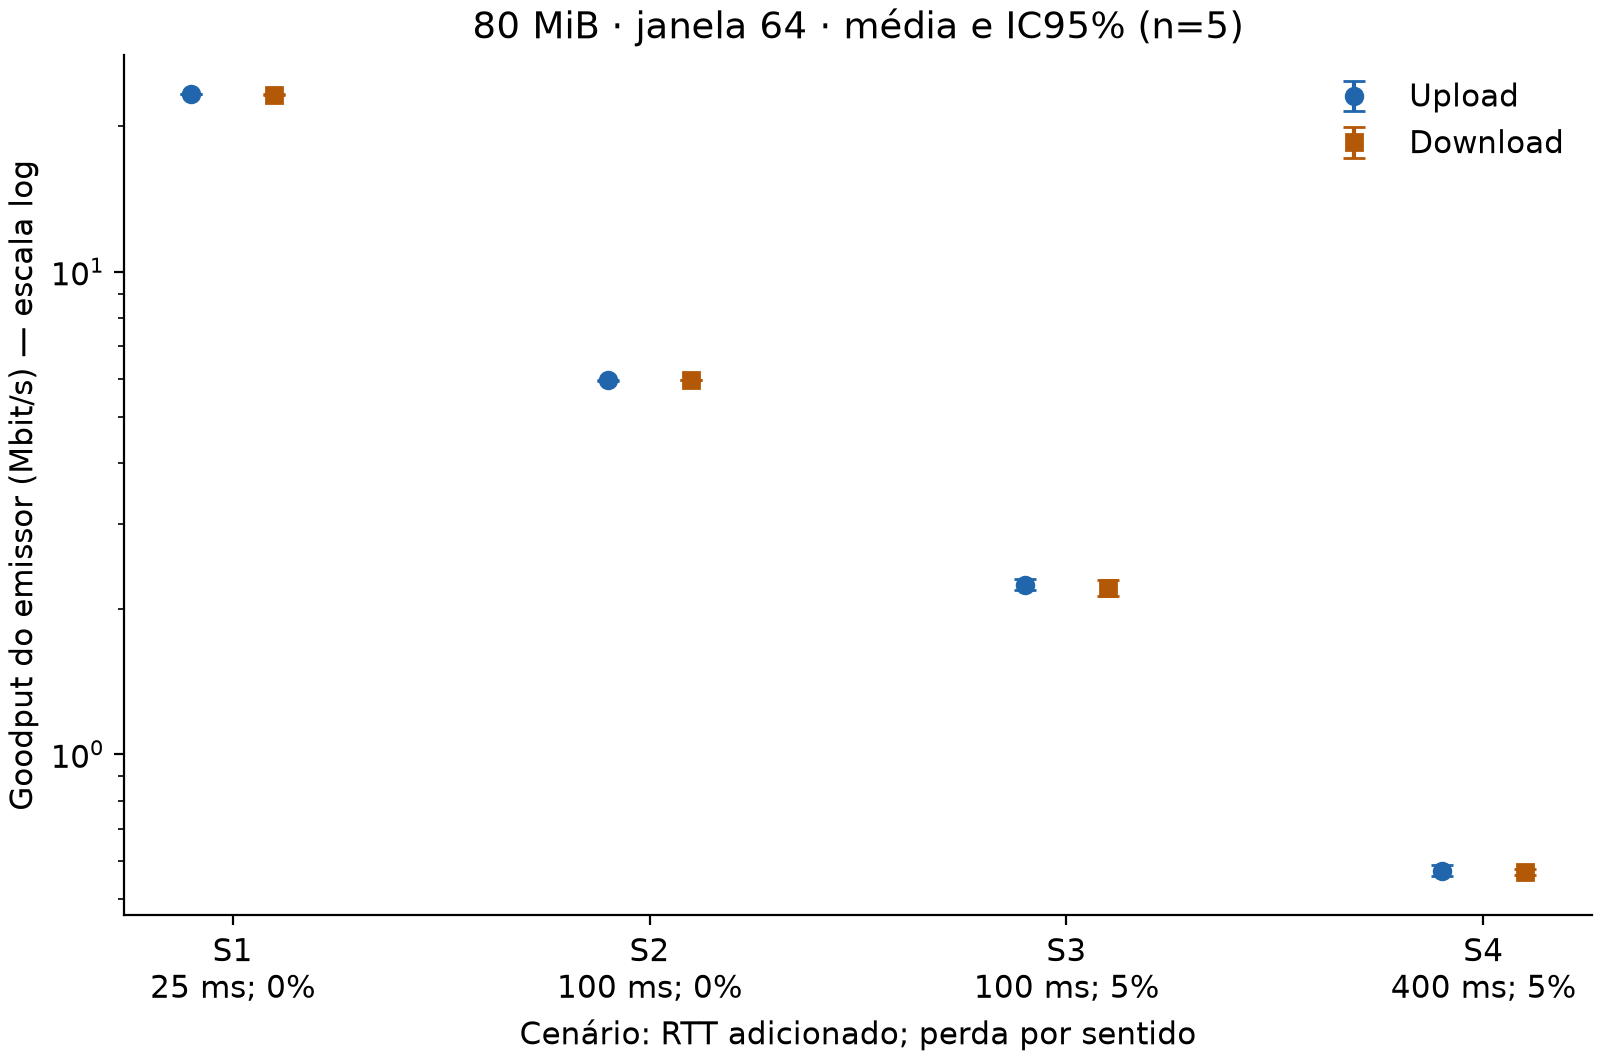 80 MiB · janela 64 · média e IC95% (n=5)
Upload
Download
Goodput do emissor (Mbit/s) — escala log
10¹
10⁰
S1
25 ms; 0%
S2
100 ms; 0%
S3
100 ms; 5%
S4
400 ms; 5%
Cenário: RTT adicionado; perda por sentido